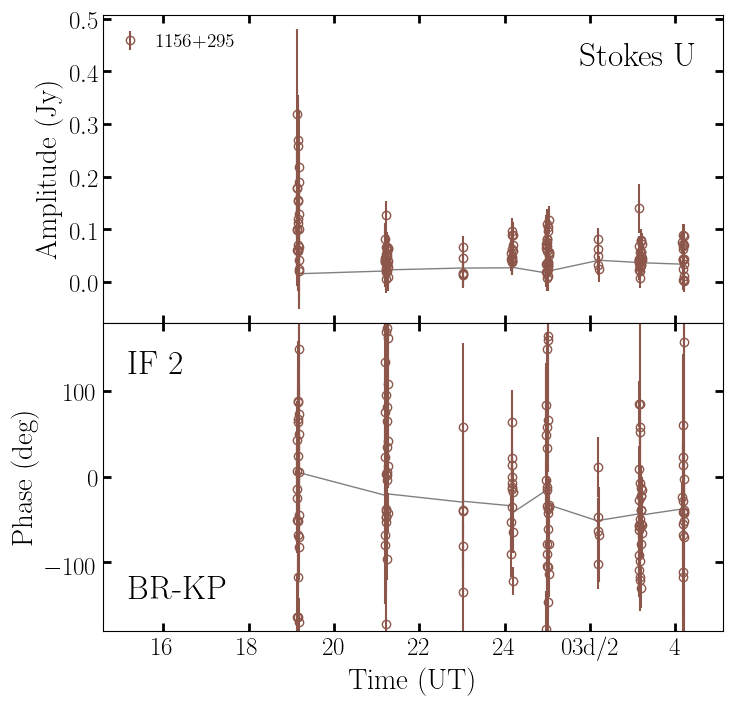 0.5
0.4
0.3
0.2
0.1
0.0
Amplitude (Jy)
1156+295
Stokes U
IF 2
BR-KP
100
0
−100
Phase (deg)
16 18 20 22 24 03d/2 4
Time (UT)